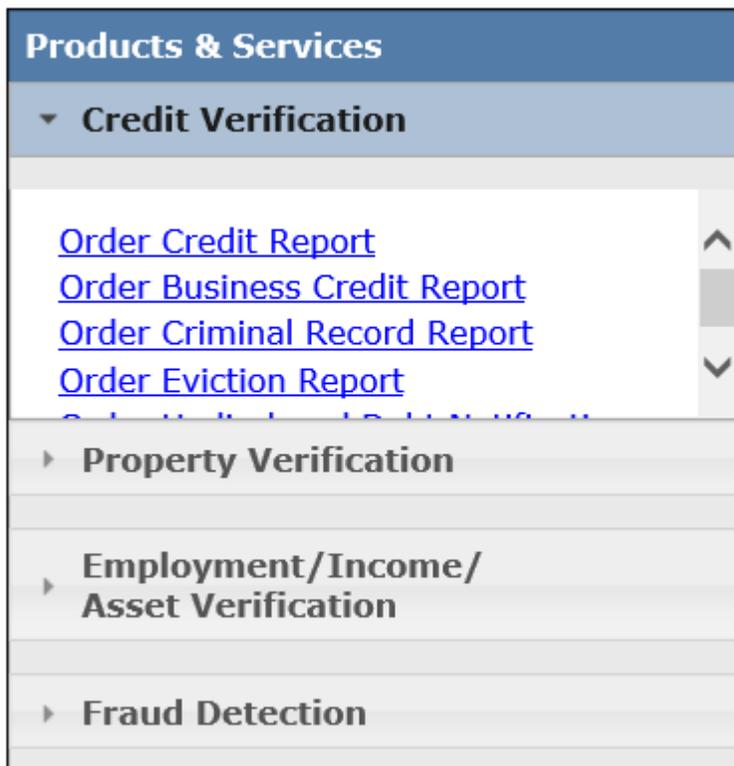 Products & Services
Credit Verification
Order Credit Report
Order Business Credit Report
Order Criminal Record Report
Order Eviction Report
Property Verification
Employment/Income/
Asset Verification
Fraud Detection